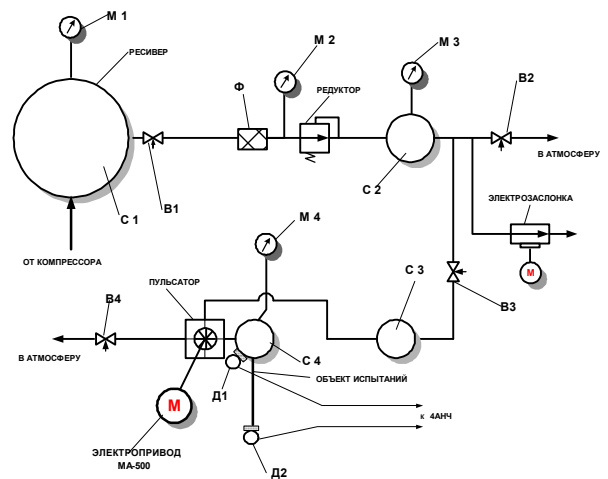 М 1
РЕСИВЕР
М 2
М 3
Ф
РЕДУКТОР
В2
В АТМОСФЕРУ
С 1
В1
С 2
ЭЛЕКТРОЗАСЛОНКА
М
М 4
ОТ КОМПРЕССОРА
ПУЛЬСАТОР
С 3
В3
В4
С 4
В АТМОСФЕРУ
ОБЪЕКТ ИСПЫТАНИЙ
Д1
М
к 4АНЧ
ЭЛЕКТРОПРИВОД
МА-500
Д2